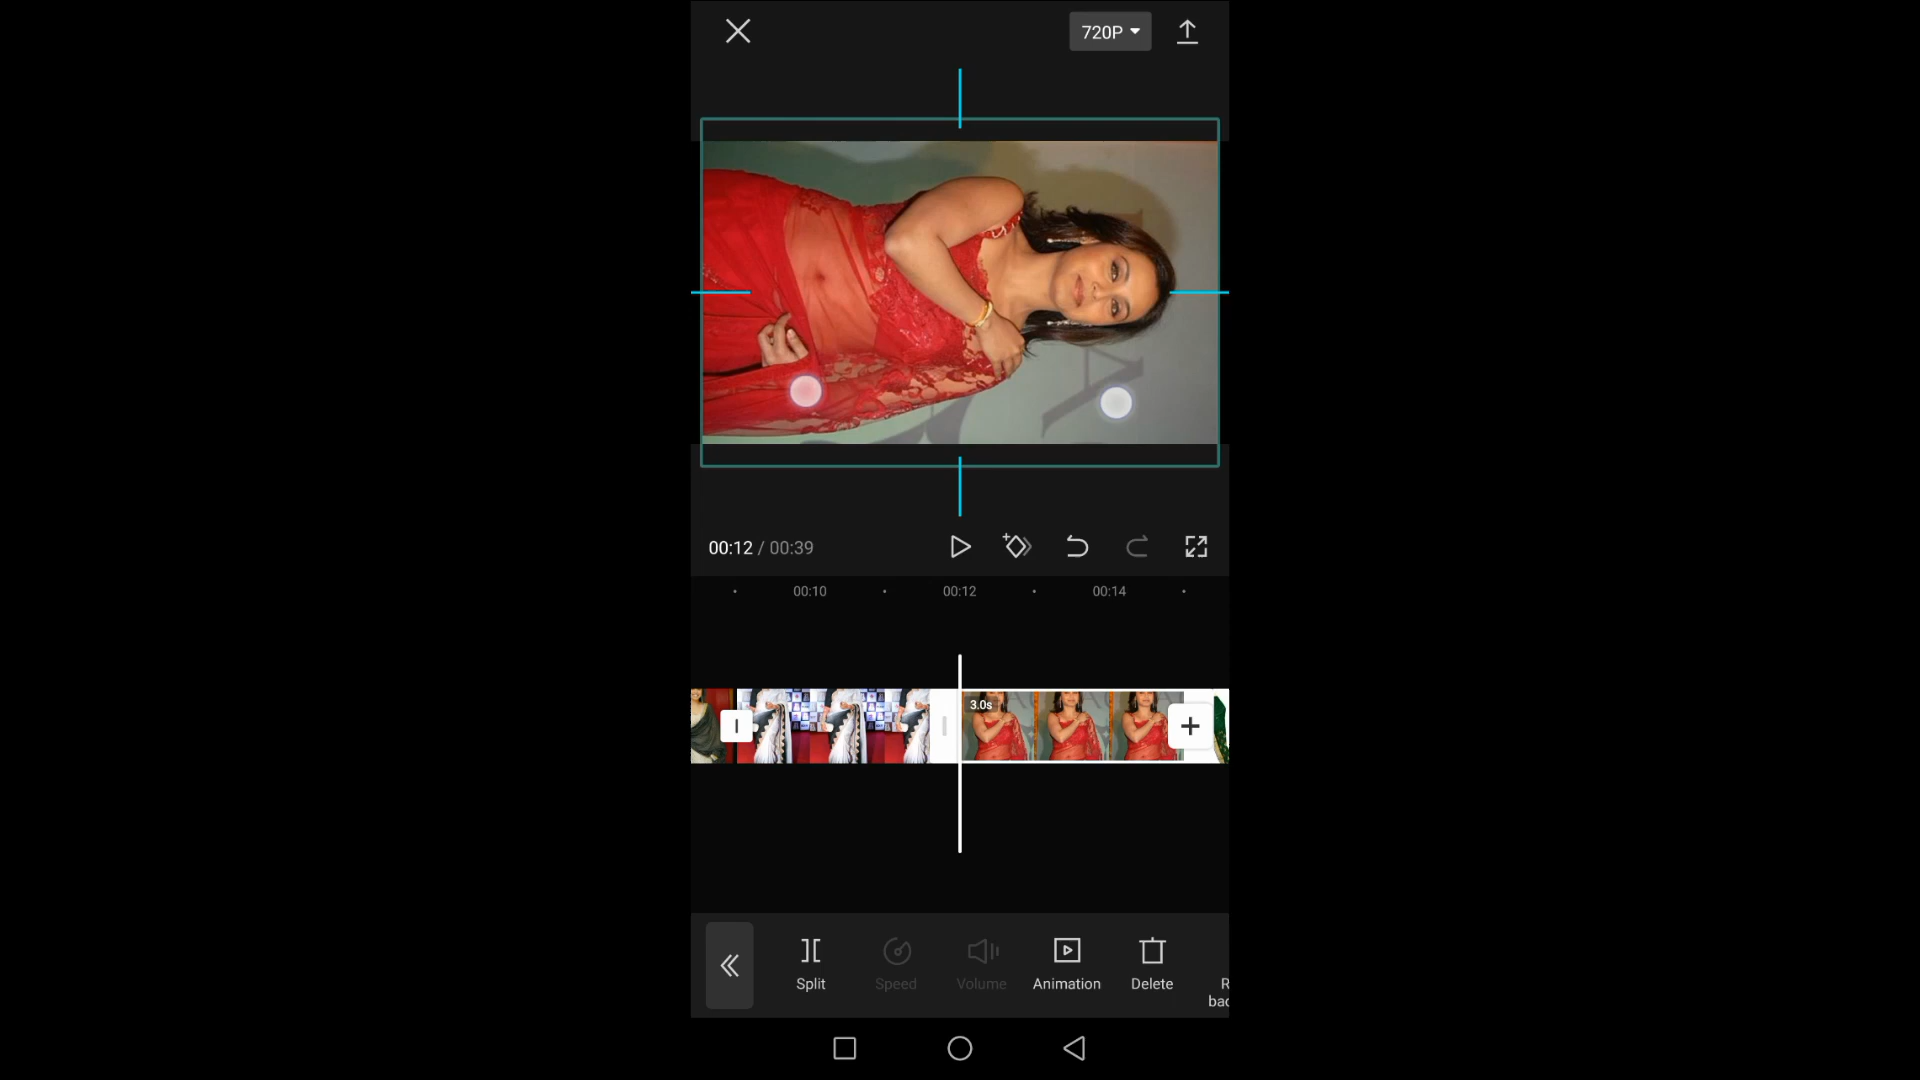 720P
00:12 / 00:39
00:10 00:12 00:14
3.0s
Split Speed Volume Animation Delete